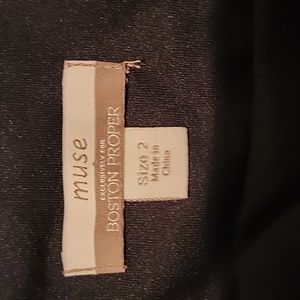 muse
EXCLUSIVELY FOR
BOSTON PROPER
Size 2
Made in
China